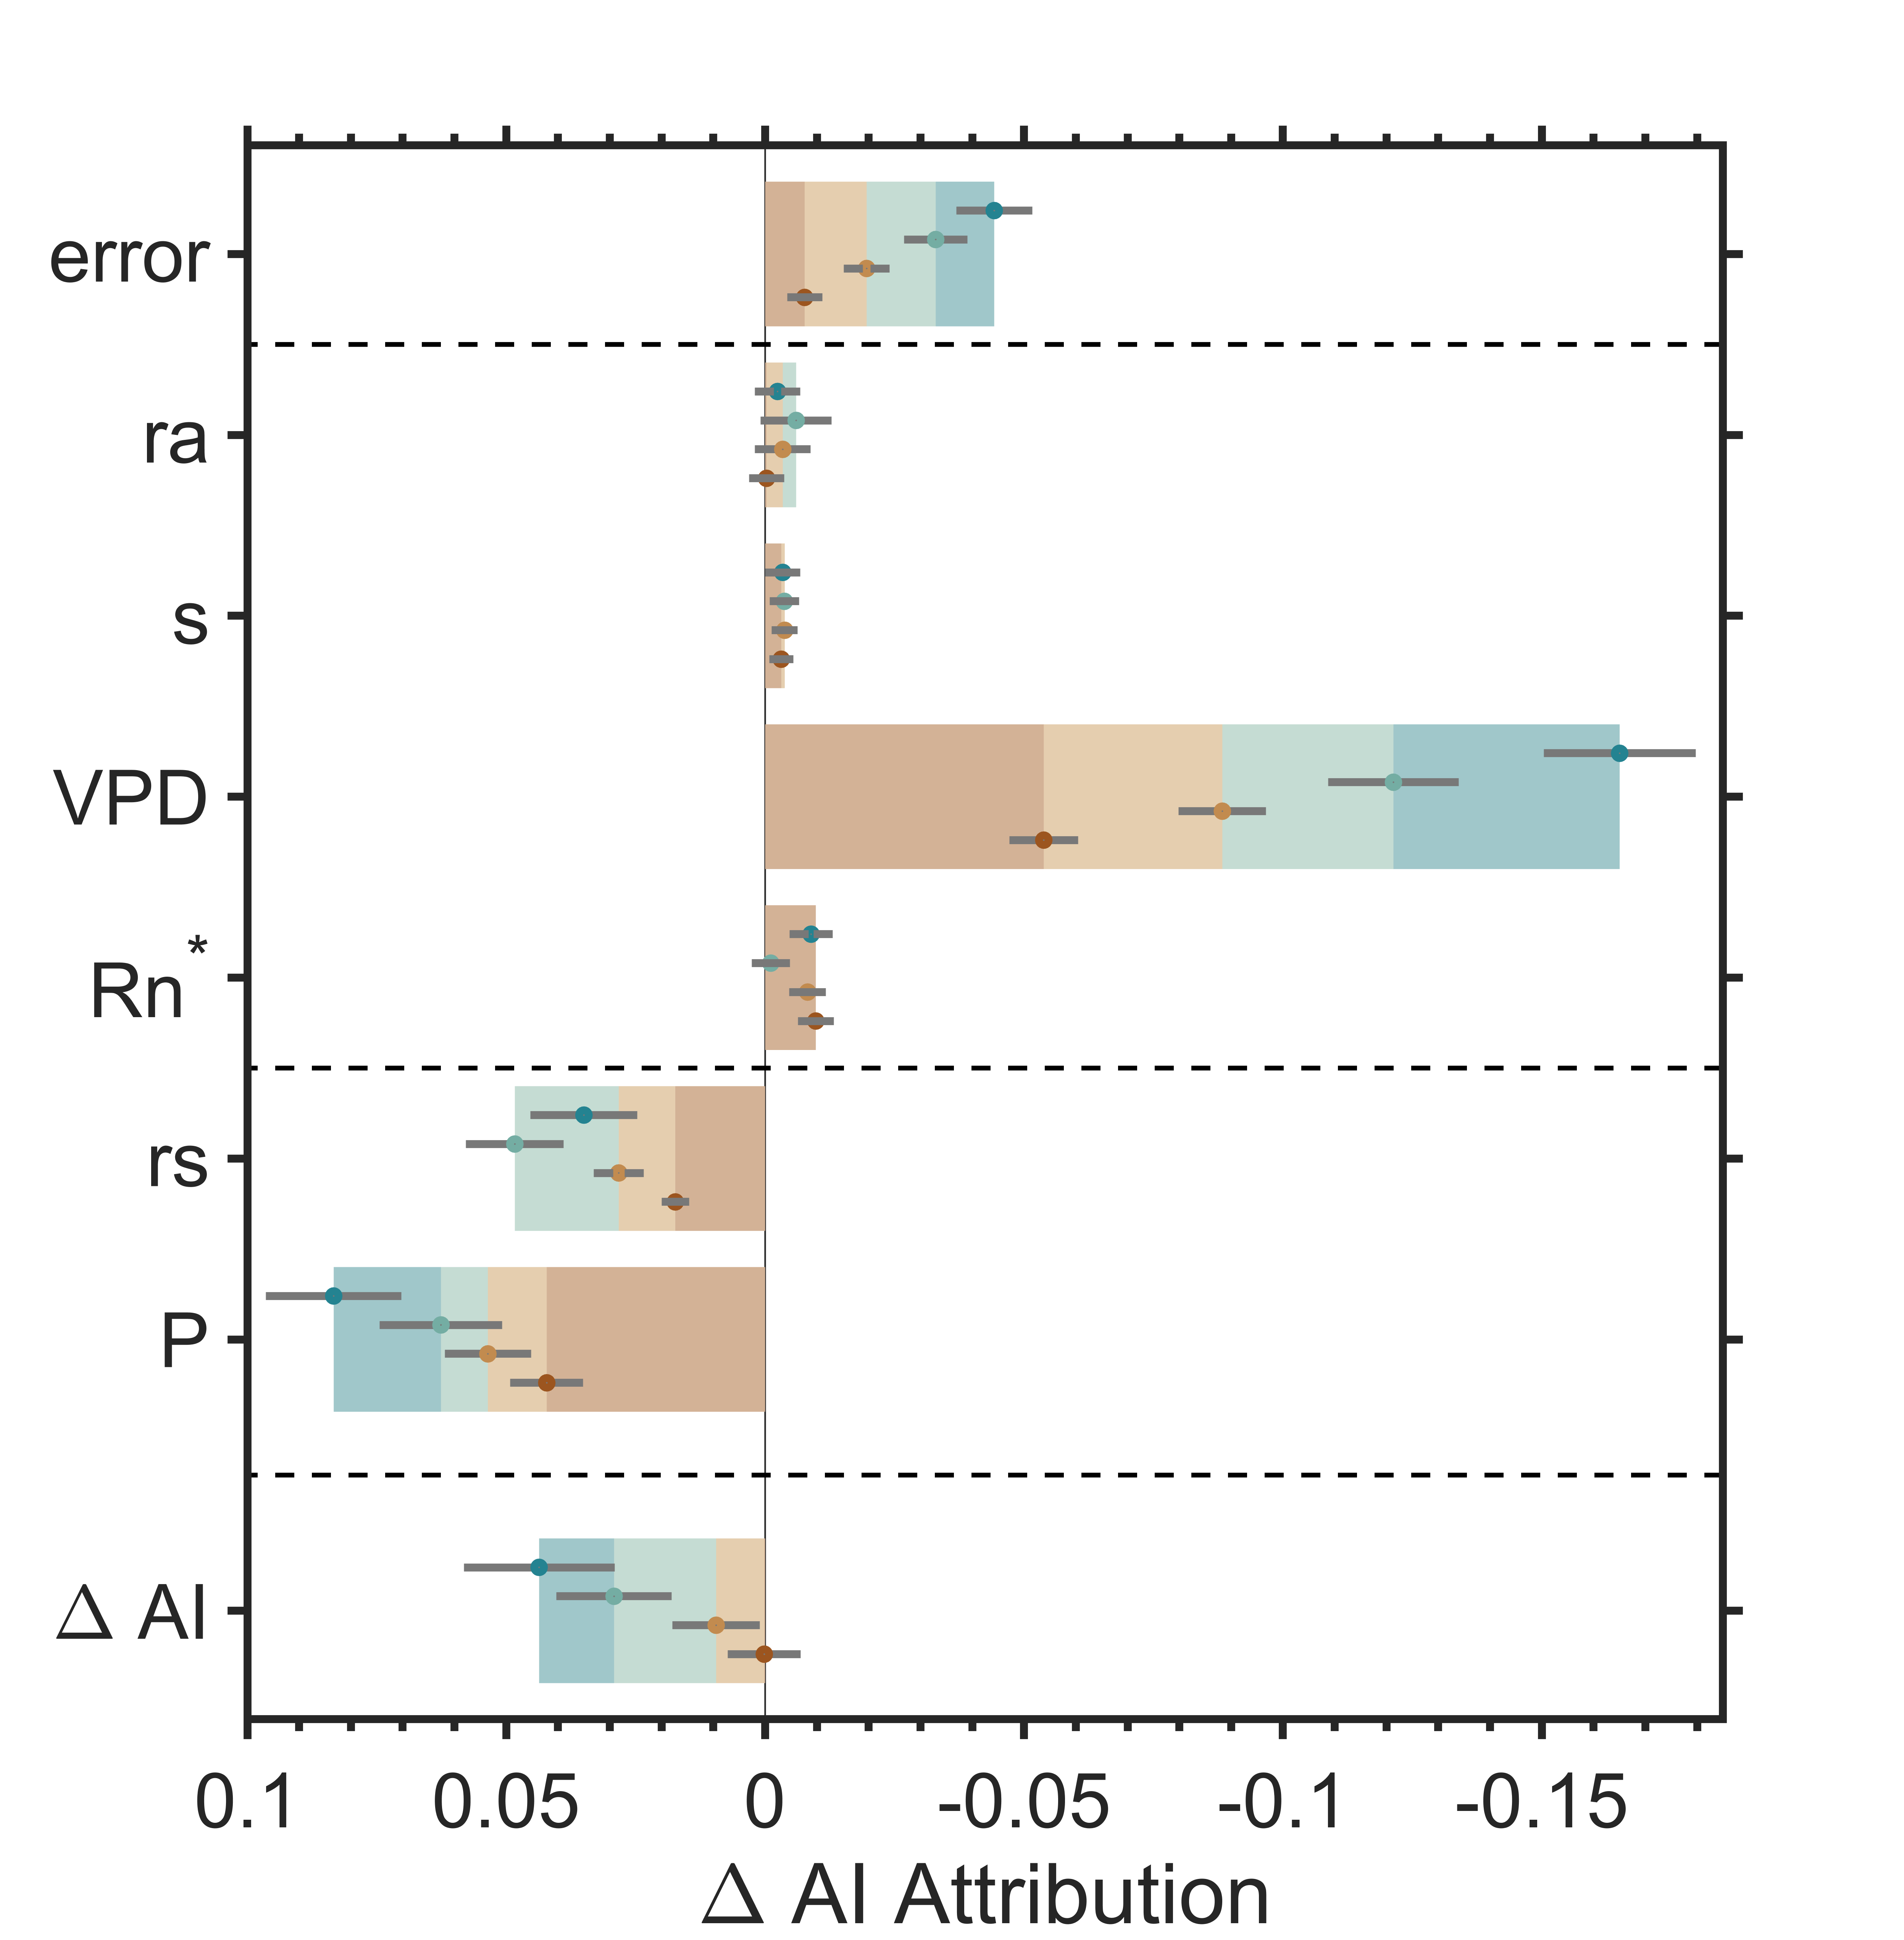 error
ra
s
VPD
Rn*
rs
P
Δ AI
0.1 0.05 0 -0.05 -0.1 -0.15
Δ AI Attribution